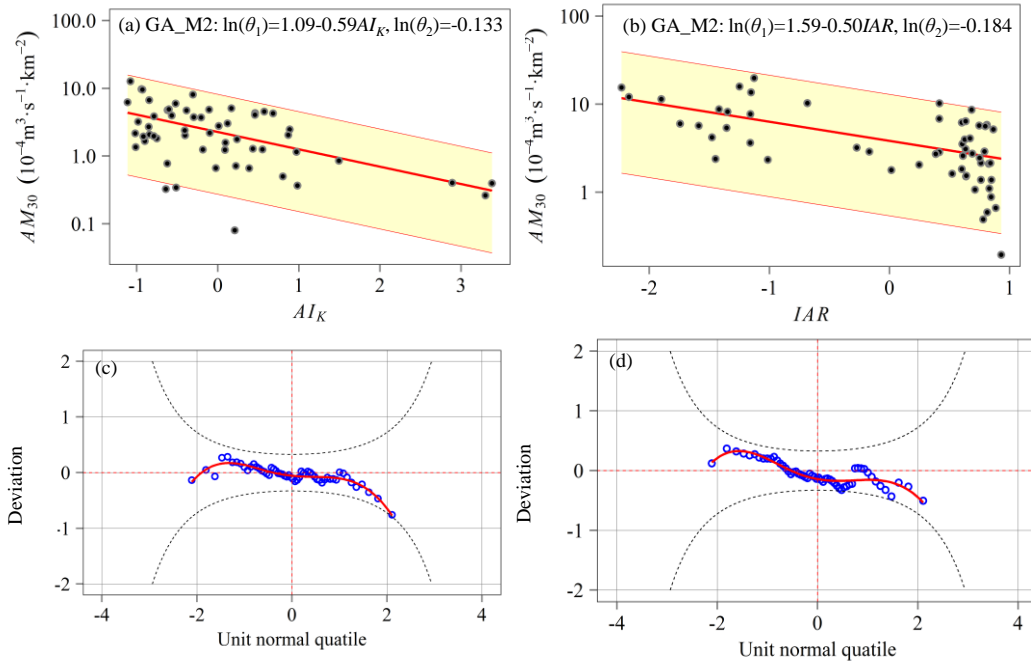 (a) GA_M2: ln(θ₁)=1.09-0.59AI_K, ln(θ₂)=-0.133
AM₃₀ (10⁻⁴m³·s⁻¹·km⁻²)
100.0
10.0
1.0
0.1
-1 0 1 2 3
AI_K
(b) GA_M2: ln(θ₁)=1.59-0.50IAR, ln(θ₂)=-0.184
AM₃₀ (10⁻⁴m³·s⁻¹·km⁻²)
100
10
1
-2 -1 0 1
IAR
(c)
Deviation
2
1
0
-1
-2
-4 -2 0 2 4
Unit normal quatile
(d)
Deviation
2
1
0
-1
-2
-4 -2 0 2 4
Unit normal quatile